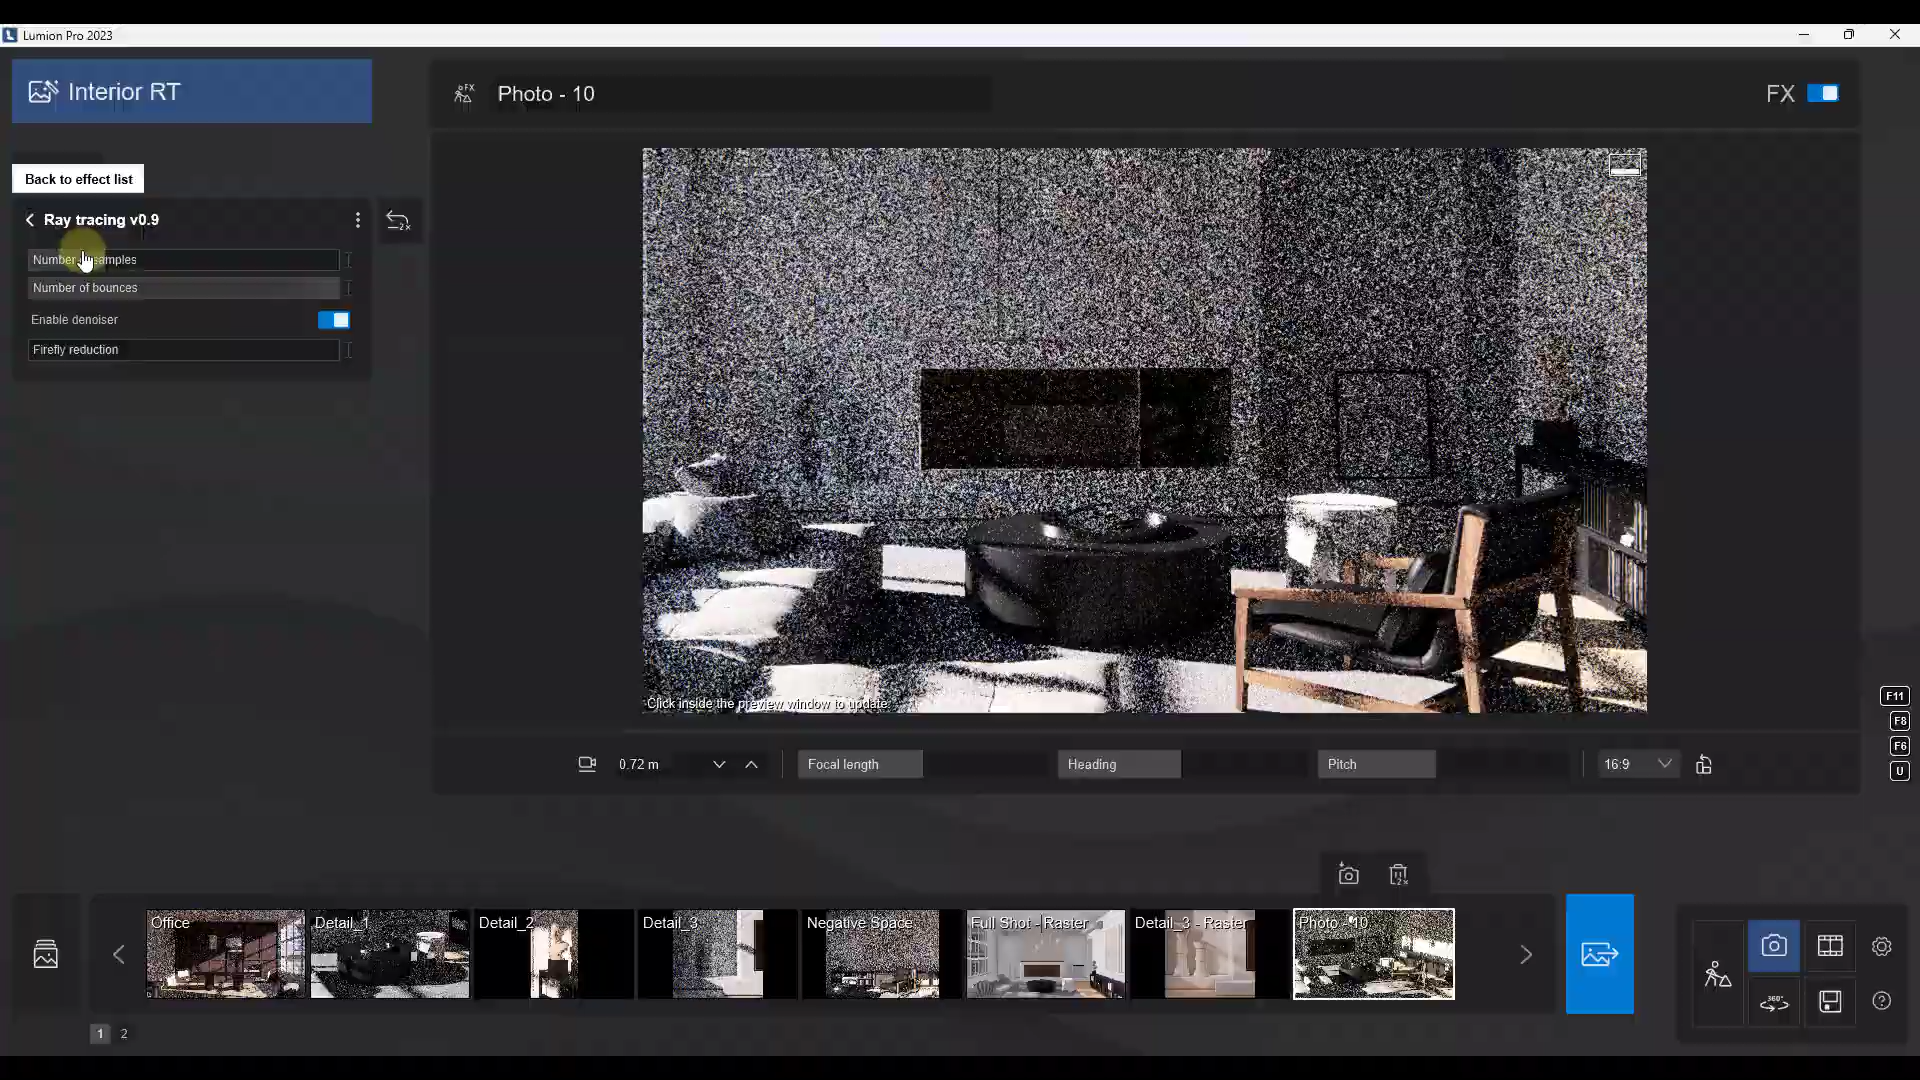 Lumion Pro 2023
Interior RT
Photo - 10
FX
Back to effect list
Ray tracing v0.9
2x
Number samples
Number of bounces
Enable denoiser
Firefly reduction
Click inside the preview window to update
F11
F8
F6
U
0.72 m
Focal length
Heading
Pitch
16:9
2x
Office
Detail_1
Detail_2
Detail_3
Negative Space
Full Shot - Raster
Detail_3 - Raster
Photo - 10
360°
1 2